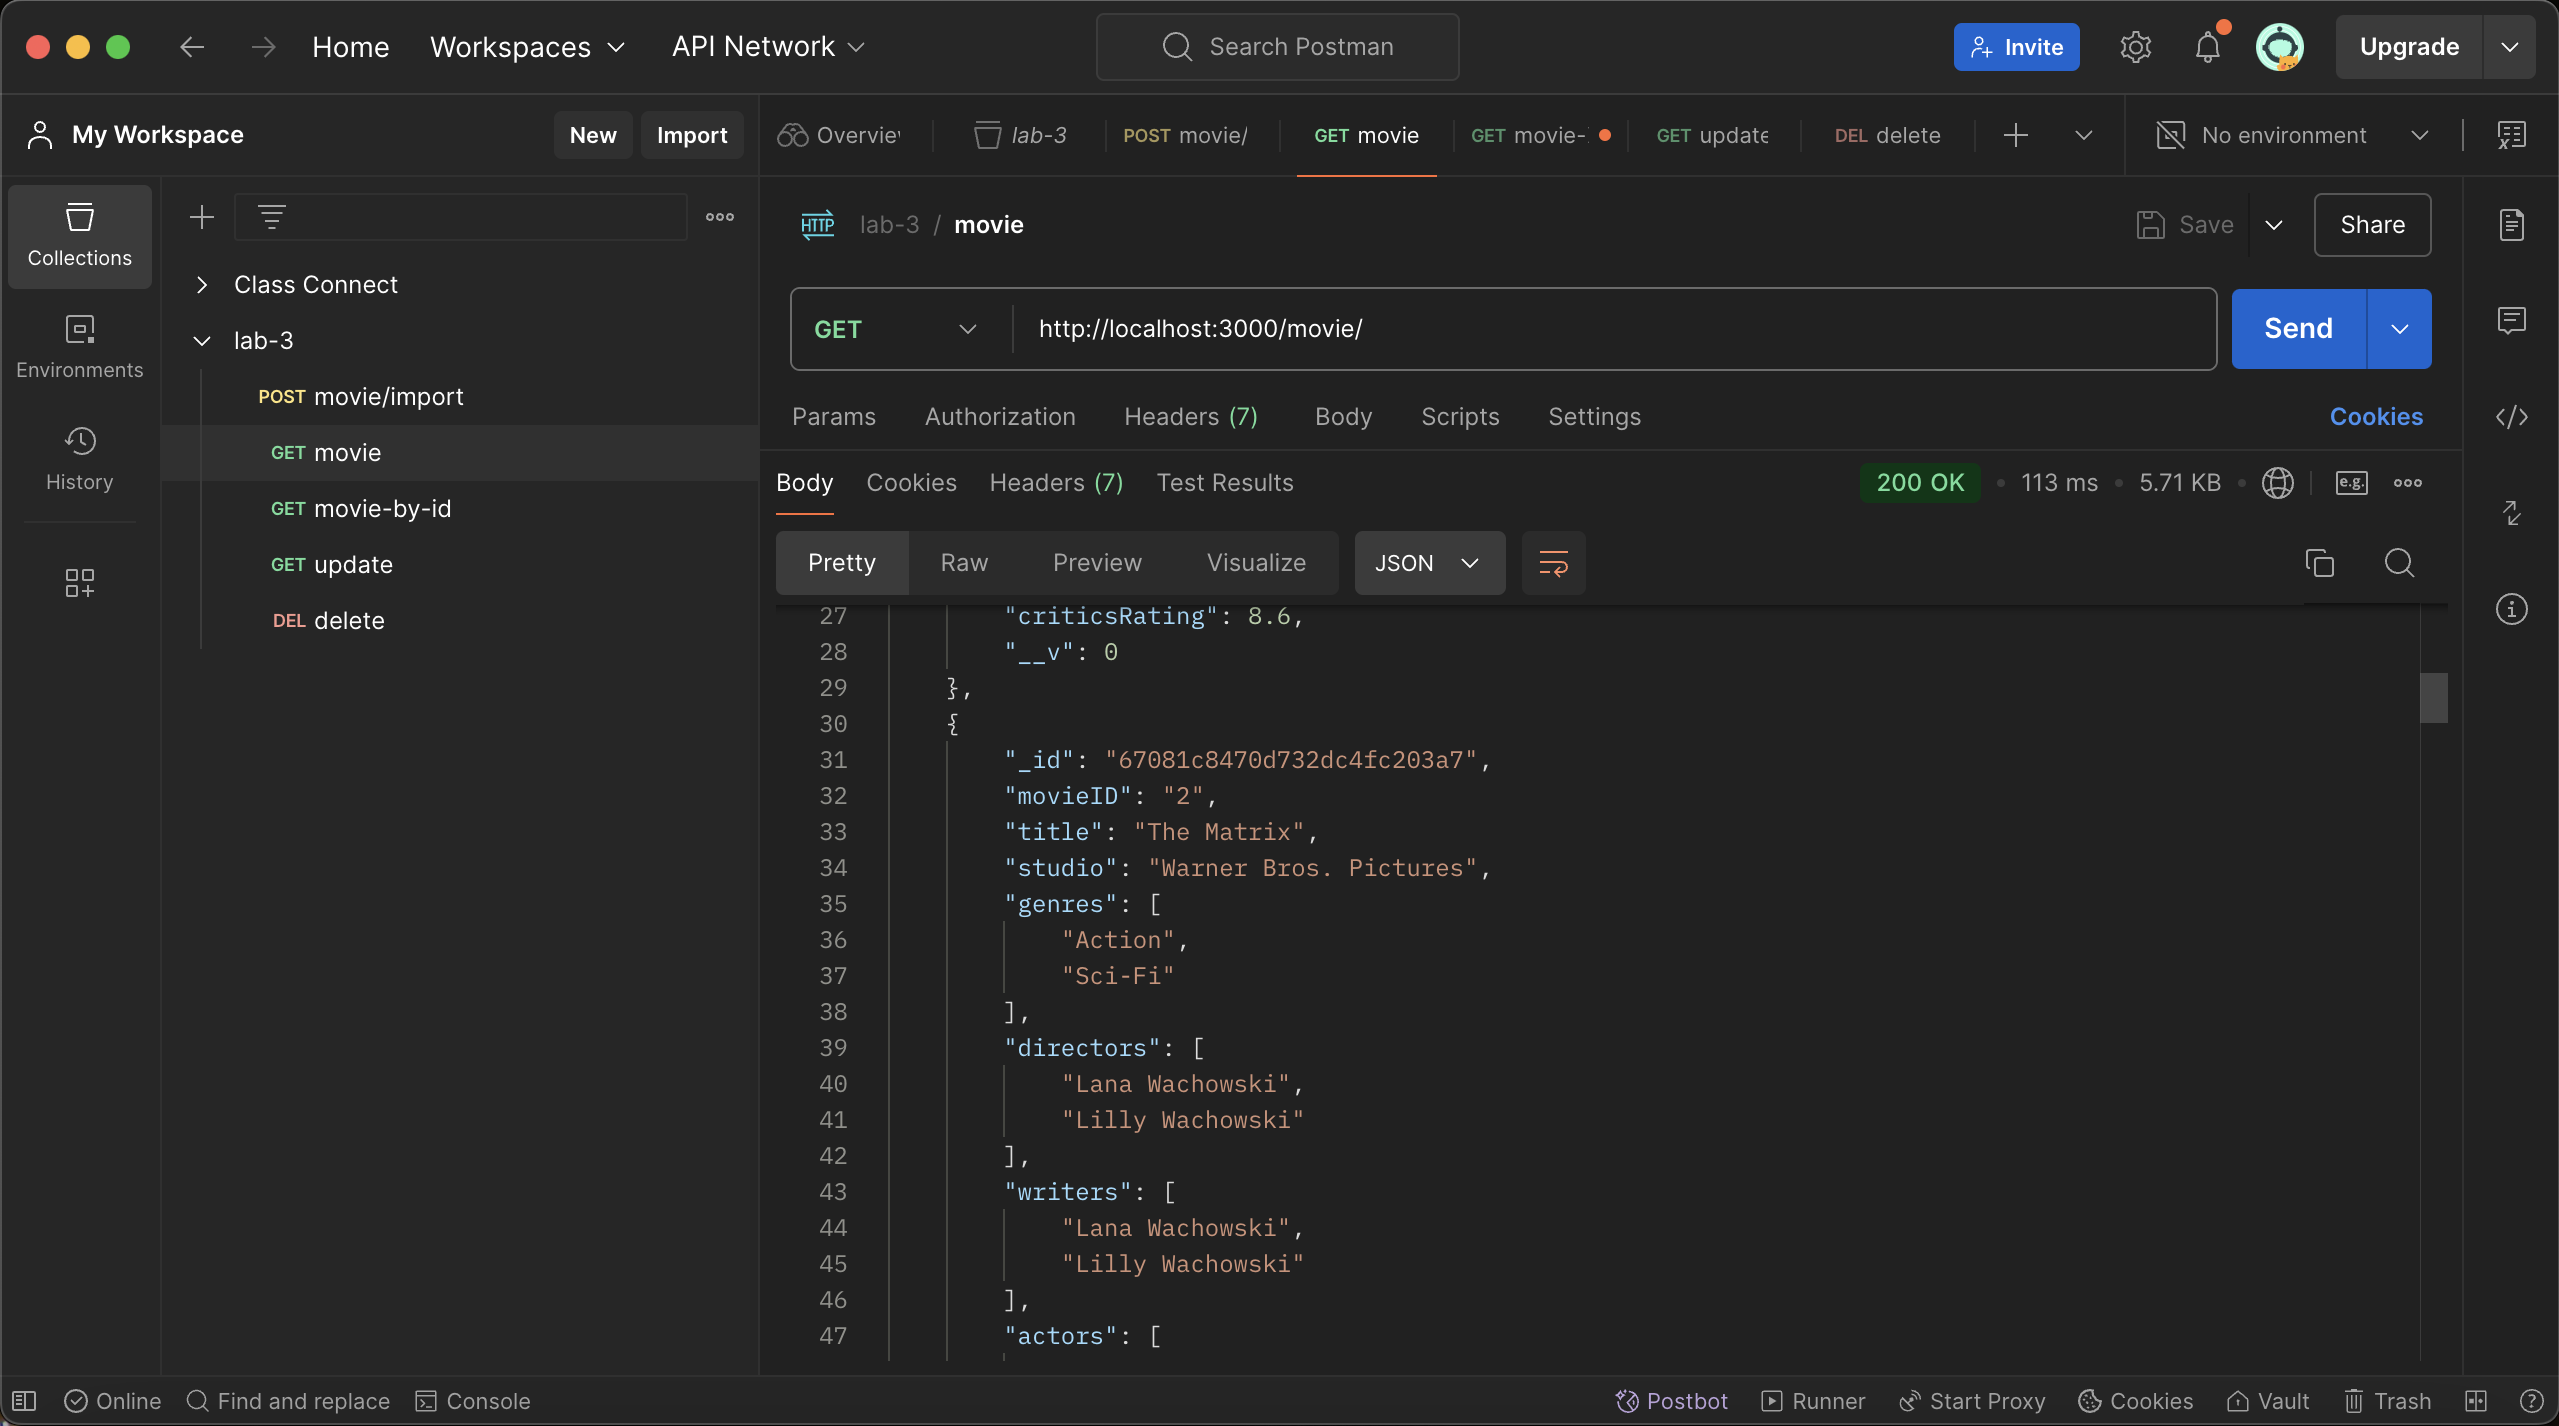 Home Workspaces API Network Search Postman Invite Upgrade
My Workspace New Import Overvie lab-3 POST movie/ GET movie GET movie- GET update DEL delete No environment
Collections
Environments
History
Class Connect
lab-3
POST movie/import
GET movie
GET movie-by-id
GET update
DEL delete
HTTP lab-3 / movie Save Share
GET http://localhost:3000/movie/ Send
Params Authorization Headers (7) Body Scripts Settings Cookies
Body Cookies Headers (7) Test Results 200 OK • 113 ms • 5.71 KB • e.g.
Pretty Raw Preview Visualize JSON
27 "criticsRating": 8.6,
28 "__v": 0
29 },
30 {
31 "_id": "67081c8470d732dc4fc203a7",
32 "movieID": "2",
33 "title": "The Matrix",
34 "studio": "Warner Bros. Pictures",
35 "genres": [
36 "Action",
37 "Sci-Fi"
38 ],
39 "directors": [
40 "Lana Wachowski",
41 "Lilly Wachowski"
42 ],
43 "writers": [
44 "Lana Wachowski",
45 "Lilly Wachowski"
46 ],
47 "actors": [
Online Find and replace Console Postbot Runner Start Proxy Cookies Vault Trash